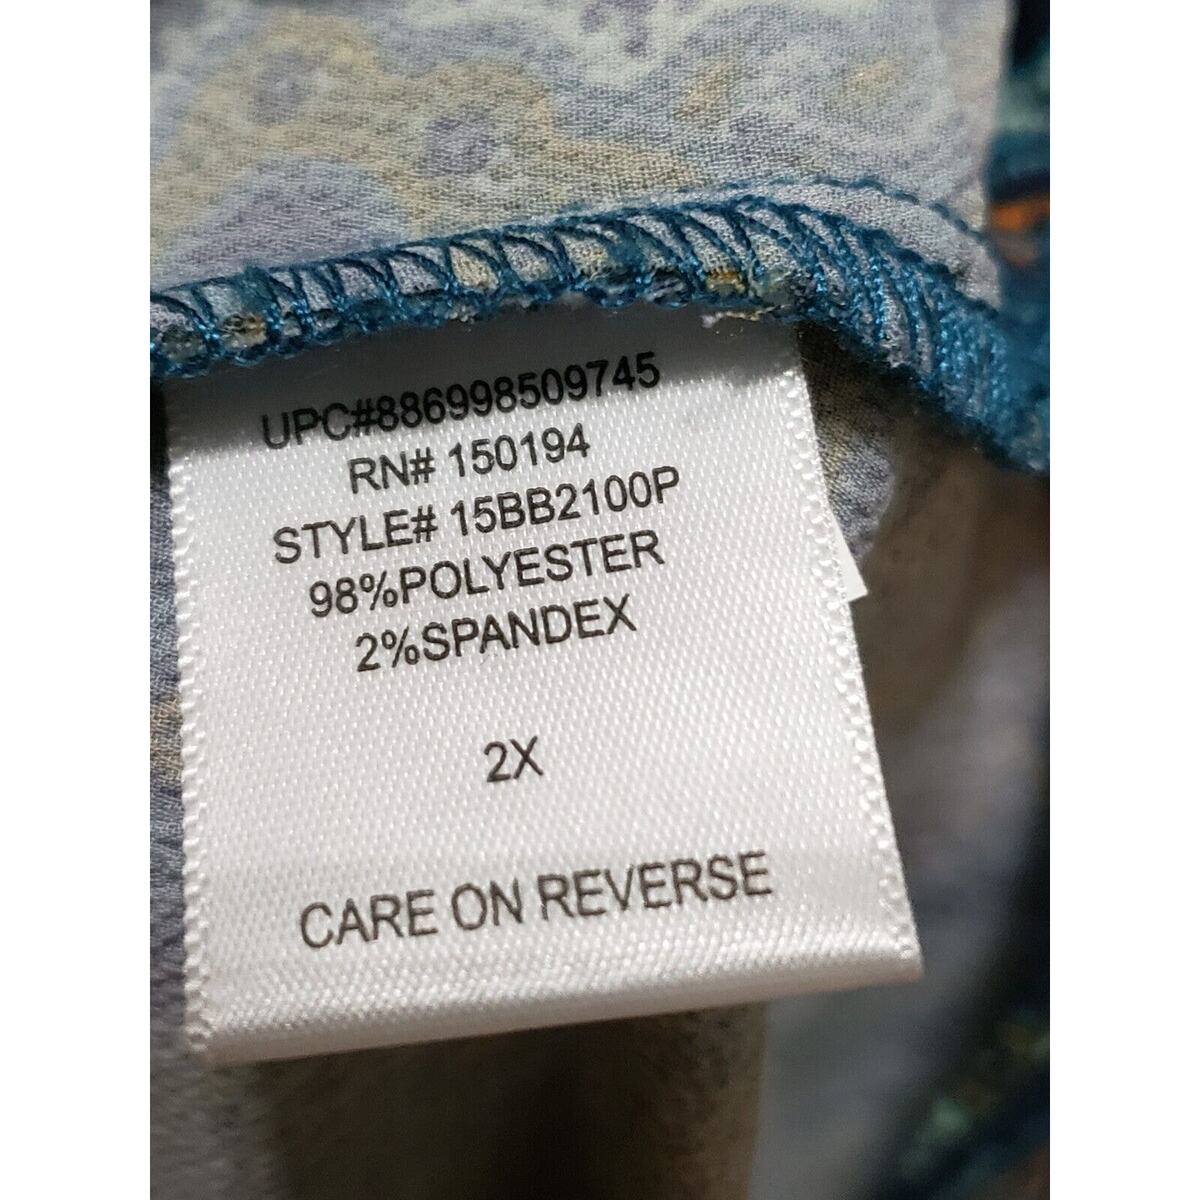 UPC#886998509745
RN# 150194
STYLE# 15BB2100P
98%POLYESTER
2%SPANDEX
2X
CARE ON REVERSE